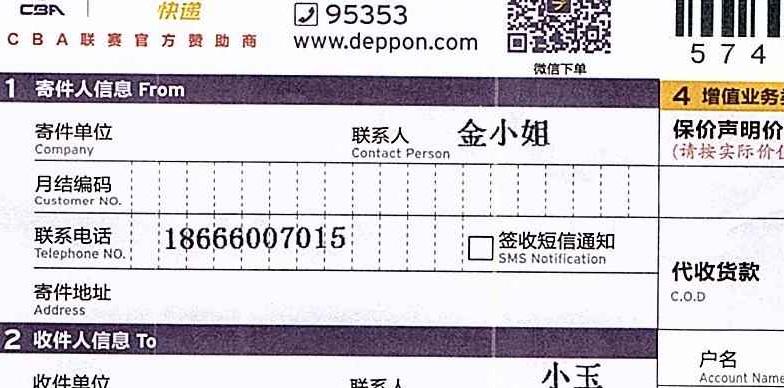 CBA 快递 95353
CBA联赛官方赞助商 www.deppon.com
微信下单
574
1 寄件人信息 From
4 增值业务
寄件单位 联系人 金小姐
Company Contact Person
保价声明价
(请按实际价
月结编码
Customer NO.
联系电话 18666007015 签收短信通知
Telephone NO. SMS Notification
代收货款
C.O.D
寄件地址
Address
2 收件人信息 To
户名
Account Name
收件单位 联系人 小玉